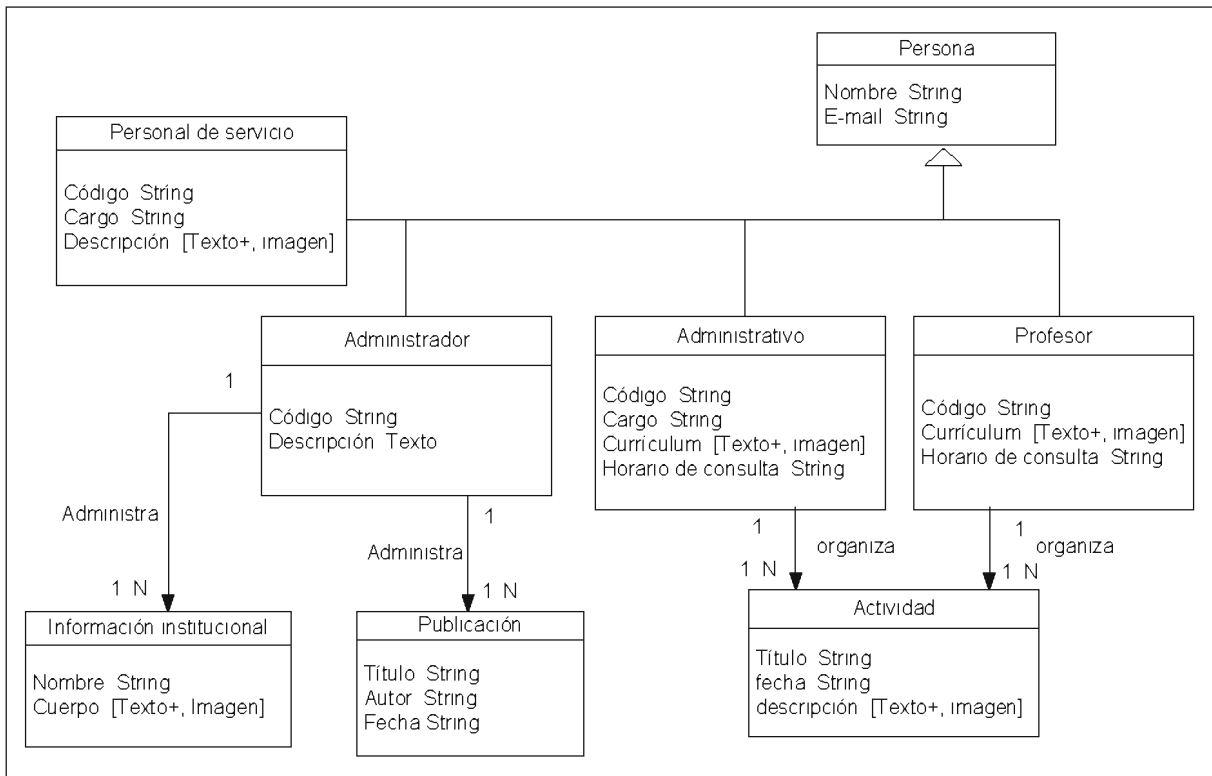 Persona
Nombre String
E-mail String
Personal de servicio
Código String
Cargo String
Descripción [Texto+, imagen]
Administrador
Código String
Descripción Texto
Administrativo
Código String
Cargo String
Currículum [Texto+, imagen]
Horario de consulta String
Profesor
Código String
Currículum [Texto+, imagen]
Horario de consulta String
1
Administra
1 N
1
Administra
1 N
1
organiza
1 N
1
organiza
1 N
Información institucional
Nombre String
Cuerpo [Texto+, Imagen]
Publicación
Título String
Autor String
Fecha String
Actividad
Título String
fecha String
descripción [Texto+, imagen]